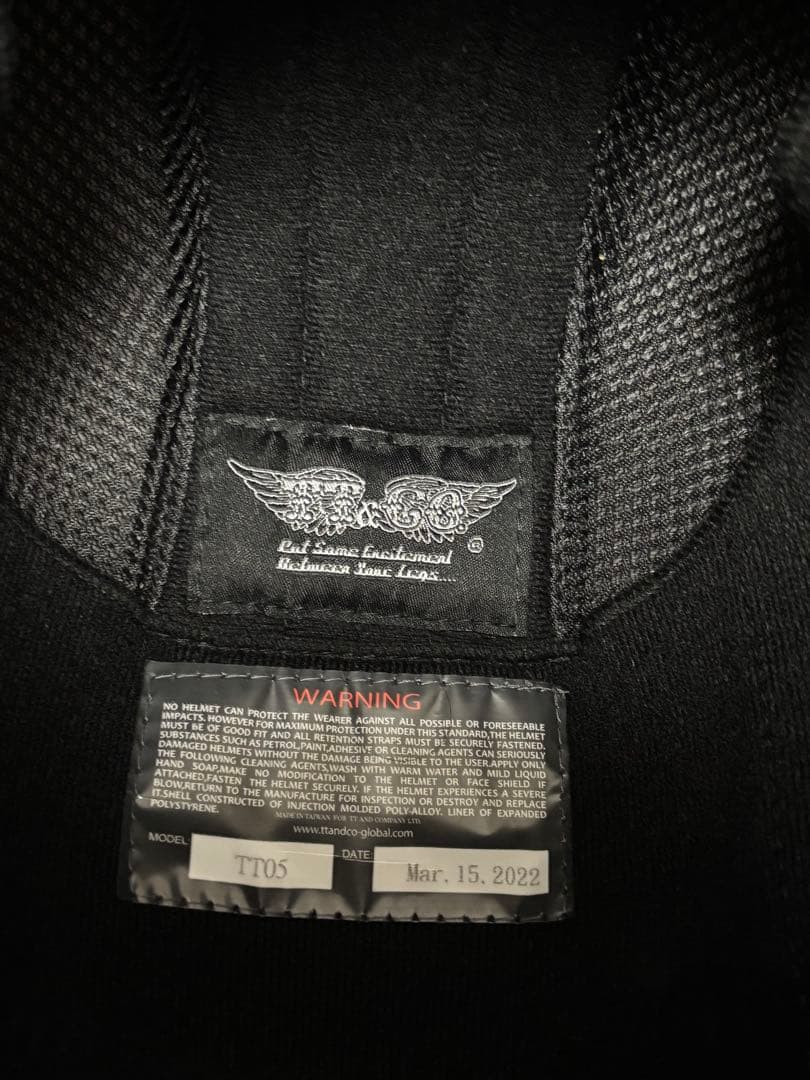 TT&CO.
Put Some Excitement ®
Between Your Legs....
WARNING
NO HELMET CAN PROTECT THE WEARER AGAINST ALL POSSIBLE OR FORESEEABLE
IMPACTS. HOWEVER FOR MAXIMUM PROTECTION UNDER THIS STANDARD,THE HELMET
MUST BE OF GOOD FIT AND ALL RETENTION STRAPS MUST BE SECURELY FASTENED.
SUBSTANCES SUCH AS PETROL,PAINT,ADHESIVE OR CLEANING AGENTS CAN SERIOUSLY
DAMAGED HELMETS WITHOUT THE DAMAGE BEING VISIBLE TO THE USER.APPLY ONLY
THE FOLLOWING CLEANING AGENTS,WASH WITH WARM WATER AND MILD LIQUID
HAND SOAP,MAKE NO MODIFICATION TO THE HELMET OR FACE SHIELD IF
ATTACHED,FASTEN THE HELMET SECURELY. IF THE HELMET EXPERIENCES A SEVERE
BLOW,RETURN TO THE MANUFACTURE FOR INSPECTION OR DESTROY AND REPLACE
IT.SHELL CONSTRUCTED OF INJECTION MOLDED POLY-ALLOY. LINER OF EXPANDED
POLYSTYRENE.
MADE IN TAIWAN FOR TT AND COMPANY LTD.
www.ttandco-global.com
MODEL: TT05 DATE: Mar. 15. 2022